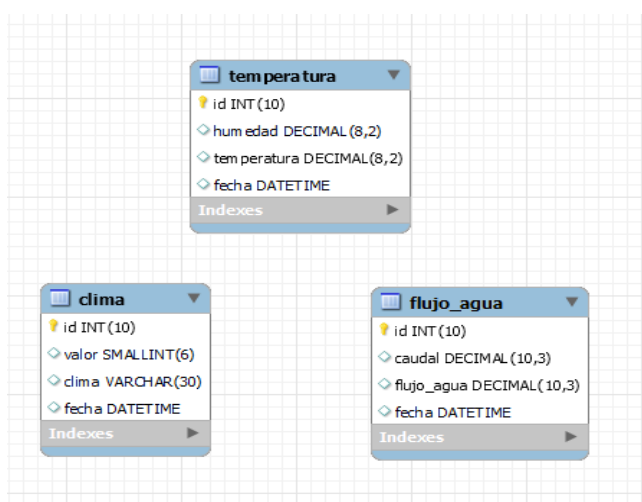 temperatura
id INT(10)
humedad DECIMAL(8,2)
temperatura DECIMAL(8,2)
fecha DATETIME
Indexes
clima
id INT(10)
valor SMALLINT(6)
clima VARCHAR(30)
fecha DATETIME
Indexes
flujo_agua
id INT(10)
caudal DECIMAL(10,3)
flujo_agua DECIMAL(10,3)
fecha DATETIME
Indexes